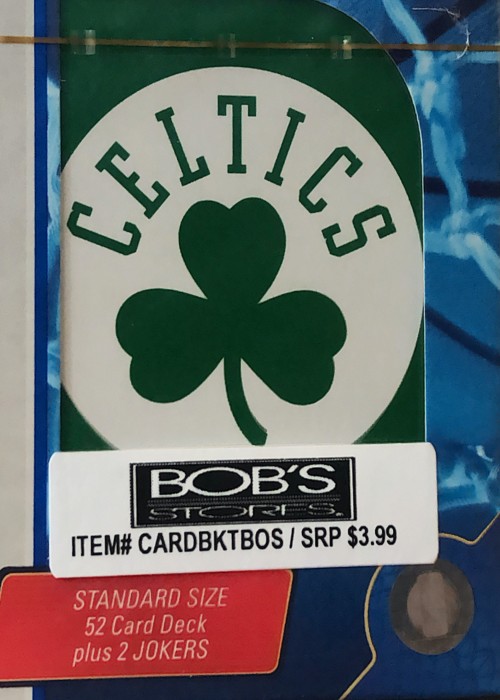 CELTICS
BOB'S
STORES.
ITEM# CARDBKTBOS / SRP $3.99
STANDARD SIZE
52 Card Deck
plus 2 JOKERS